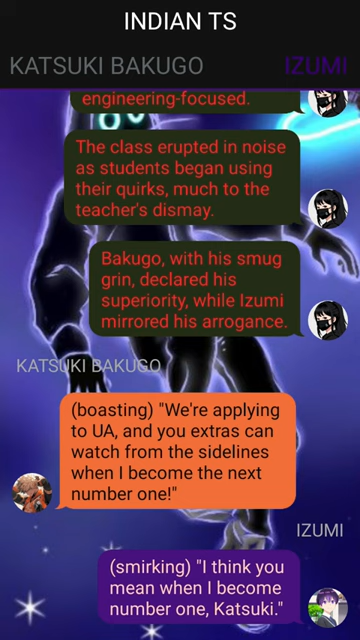 INDIAN TS
KATSUKI BAKUGO
IZUMI
engineering-focused.
The class erupted in noise
as students began using
their quirks, much to the
teacher's dismay.
Bakugo, with his smug
grin, declared his
superiority, while Izumi
mirrored his arrogance.
KATSUKI BAKUGO
(boasting) "We're applying
to UA, and you extras can
watch from the sidelines
when I become the next
number one!"
IZUMI
(smirking) "I think you
mean when I become
number one, Katsuki."